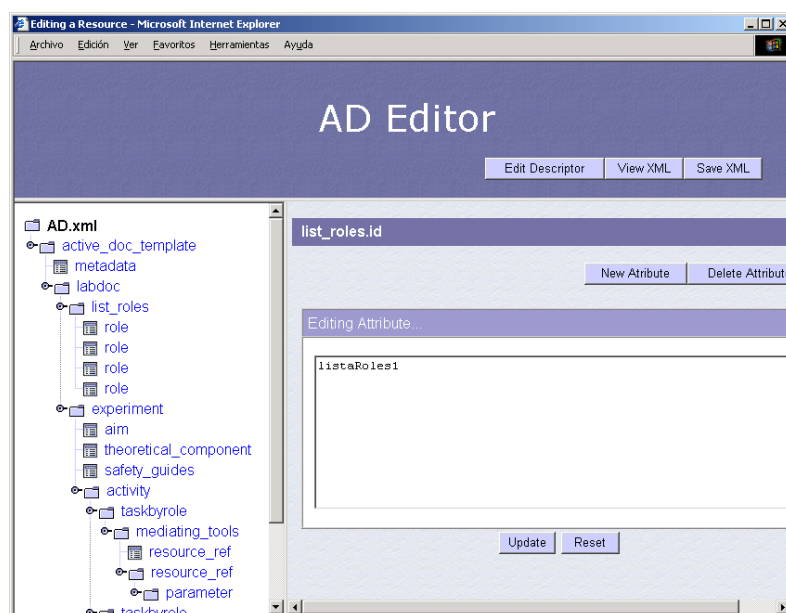 Editing a Resource - Microsoft Internet Explorer
Archivo Edición Ver Favoritos Herramientas Ayuda
AD Editor
Edit Descriptor View XML Save XML
AD.xml
active_doc_template
metadata
labdoc
list_roles
role
role
role
role
experiment
aim
theoretical_component
safety_guides
activity
taskbyrole
mediating_tools
resource_ref
resource_ref
parameter
taskbyrole
list_roles.id
New Atribute Delete Attribute
Editing Attribute...
listaRoles1
Update Reset